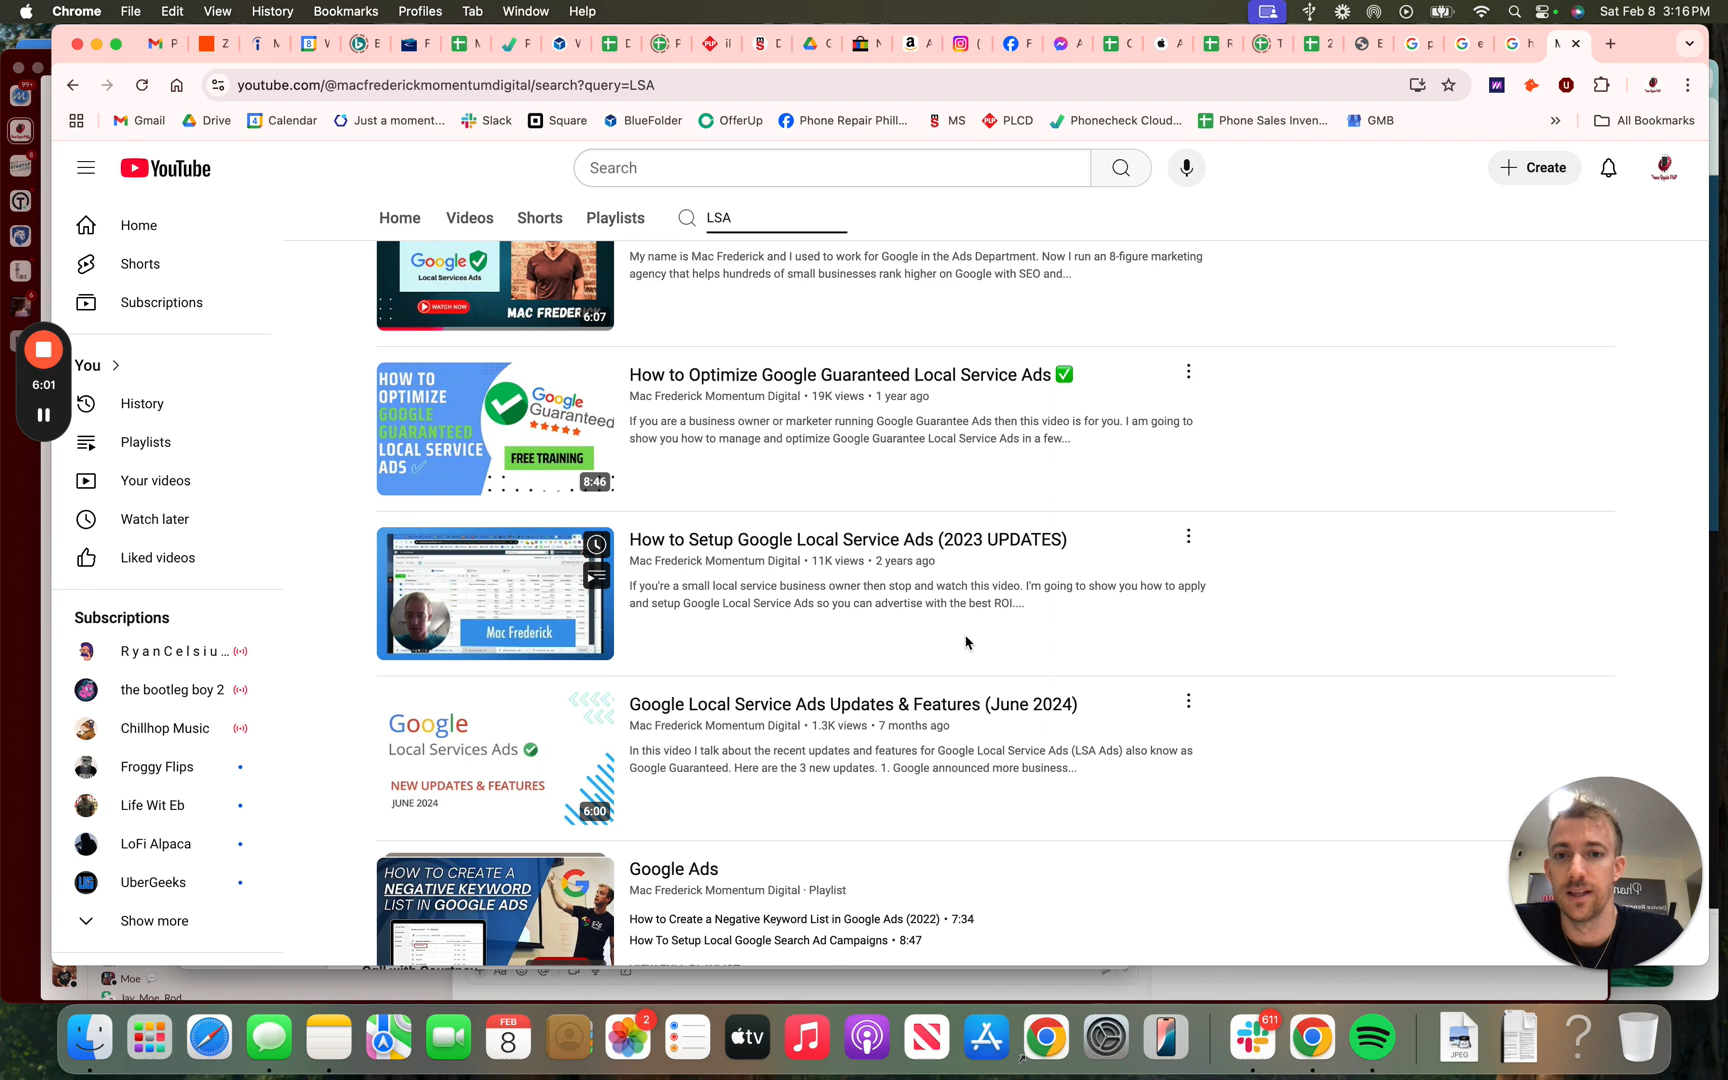 Chrome File Edit View History Bookmarks Profiles Tab Window Help
Sat Feb 8 3:16 PM
youtube.com/@macfrederickmomentumdigital/search?query=LSA
Gmail Drive Calendar Just a moment... Slack Square BlueFolder OfferUp Phone Repair Phill... MS PLCD Phonecheck Cloud... Phone Sales Inven... GMB » All Bookmarks
YouTube
Search
Create
Home
Shorts
Subscriptions
You
History
Playlists
Your videos
Watch later
Liked videos
Subscriptions
RyanCelsiu...
the bootleg boy 2
Chillhop Music
Froggy Flips
Life Wit Eb
LoFi Alpaca
UberGeeks
Show more
6:01
Home Videos Shorts Playlists LSA
Google
Local Services Ads
WATCH NOW
6:07
My name is Mac Frederick and I used to work for Google in the Ads Department. Now I run an 8-figure marketing
agency that helps hundreds of small businesses rank higher on Google with SEO and...
HOW TO
OPTIMIZE
GOOGLE
GUARANTEED
LOCAL SERVICE
ADS
Google
Guaranteed
FREE TRAINING
8:46
How to Optimize Google Guaranteed Local Service Ads ✅
Mac Frederick Momentum Digital • 19K views • 1 year ago
If you are a business owner or marketer running Google Guarantee Ads then this video is for you. I am going to
show you how to manage and optimize Google Guarantee Local Service Ads in a few...
Mac Frederick
How to Setup Google Local Service Ads (2023 UPDATES)
Mac Frederick Momentum Digital • 11K views • 2 years ago
If you're a small local service business owner then stop and watch this video. I'm going to show you how to apply
and setup Google Local Service Ads so you can advertise with the best ROI....
Google
Local Services Ads
NEW UPDATES & FEATURES
JUNE 2024
6:00
Google Local Service Ads Updates & Features (June 2024)
Mac Frederick Momentum Digital • 1.3K views • 7 months ago
In this video I talk about the recent updates and features for Google Local Service Ads (LSA Ads) also know as
Google Guaranteed. Here are the 3 new updates. 1. Google announced more business...
HOW TO CREATE A
NEGATIVE KEYWORD
LIST IN GOOGLE ADS
Google Ads
Mac Frederick Momentum Digital · Playlist
How to Create a Negative Keyword List in Google Ads (2022) • 7:34
How To Setup Local Google Search Ad Campaigns • 8:47
Moe
Jay, Moe, Rod
FEB
8
2
tv
611
JPEG